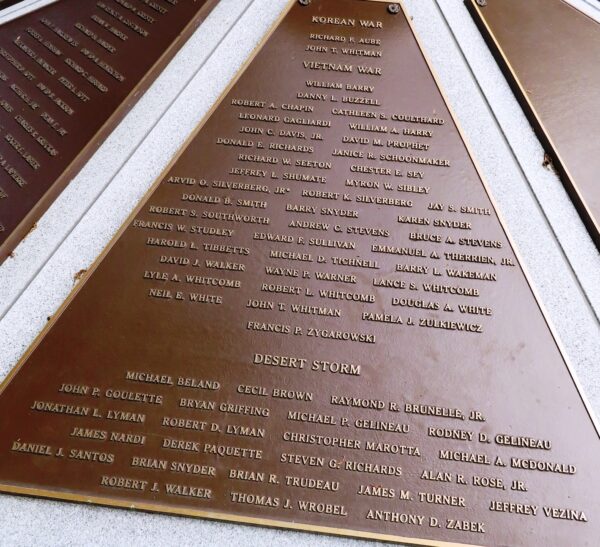 KOREAN WAR
RICHARD F. AUBE
JOHN T. WHITMAN
VIETNAM WAR
WILLIAM BARRY
DANNY L. BUZZELL
ROBERT A. CHAPIN CATHLEEN S. COULTHARD
LEONARD GAGLIARDI WILLIAM A. HARRY
JOHN C. DAVIS, JR. DAVID M. PROPHET
DONALD E. RICHARDS JANICE R. SCHOONMAKER
RICHARD W. SEETON CHESTER E. SEY
JEFFREY L. SHUMATE MYRON W. SIBLEY
ARVID O. SILVERBERG, JR* ROBERT K. SILVERBERG JAY S. SMITH
DONALD B. SMITH BARRY SNYDER KAREN SNYDER
ROBERT S. SOUTHWORTH ANDREW C. STEVENS BRUCE A. STEVENS
FRANCIS W. STUDLEY EDWARD F. SULLIVAN EMMANUEL A. THERRIEN, JR.
HAROLD L. TIBBETTS MICHAEL D. TICHNELL BARRY L. WAKEMAN
DAVID J. WALKER WAYNE P. WARNER LANCE S. WHITCOMB
LYLE A. WHITCOMB ROBERT L. WHITCOMB DOUGLAS A. WHITE
NEIL E. WHITE JOHN T. WHITMAN PAMELA J. ZULKIEWICZ
FRANCIS P. ZYGAROWSKI
DESERT STORM
MICHAEL BELAND CECIL BROWN RAYMOND R. BRUNELLE, JR.
JOHN P. GOULETTE BRYAN GRIFFING MICHAEL P. GELINEAU RODNEY D. GELINEAU
JONATHAN L. LYMAN ROBERT D. LYMAN CHRISTOPHER MAROTTA MICHAEL A. MCDONALD
JAMES NARDI DEREK PAQUETTE STEVEN G. RICHARDS ALAN R. ROSE, JR.
DANIEL J. SANTOS BRIAN SNYDER BRIAN R. TRUDEAU JAMES M. TURNER JEFFREY VEZINA
ROBERT J. WALKER THOMAS J. WROBEL ANTHONY D. ZABEK